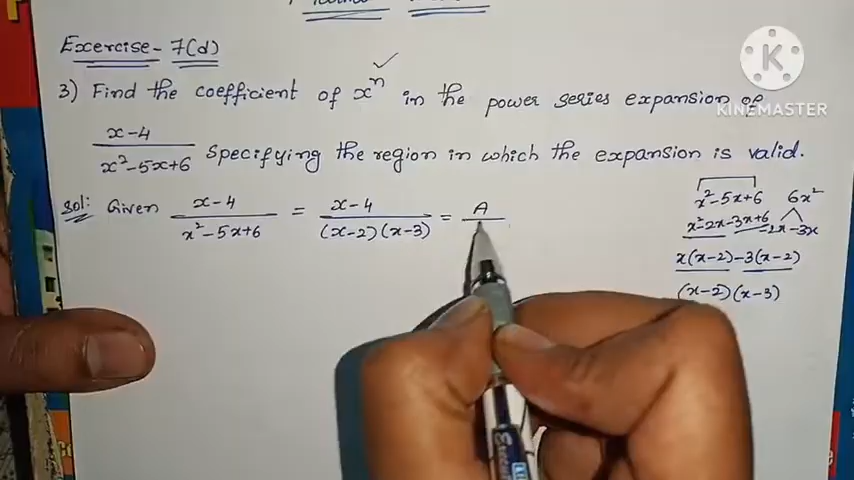 Exercise - 7(d)
3) Find the coefficient of xⁿ in the power series expansion of
x-4 / x²-5x+6 specifying the region in which the expansion is valid.
Sol: Given x-4 / x²-5x+6 = x-4 / (x-2)(x-3) = A
x²-5x+6 6x²
x²-2x-3x+6 -2x -3x
x(x-2)-3(x-2)
(x-2)(x-3)
K
KINEMASTER